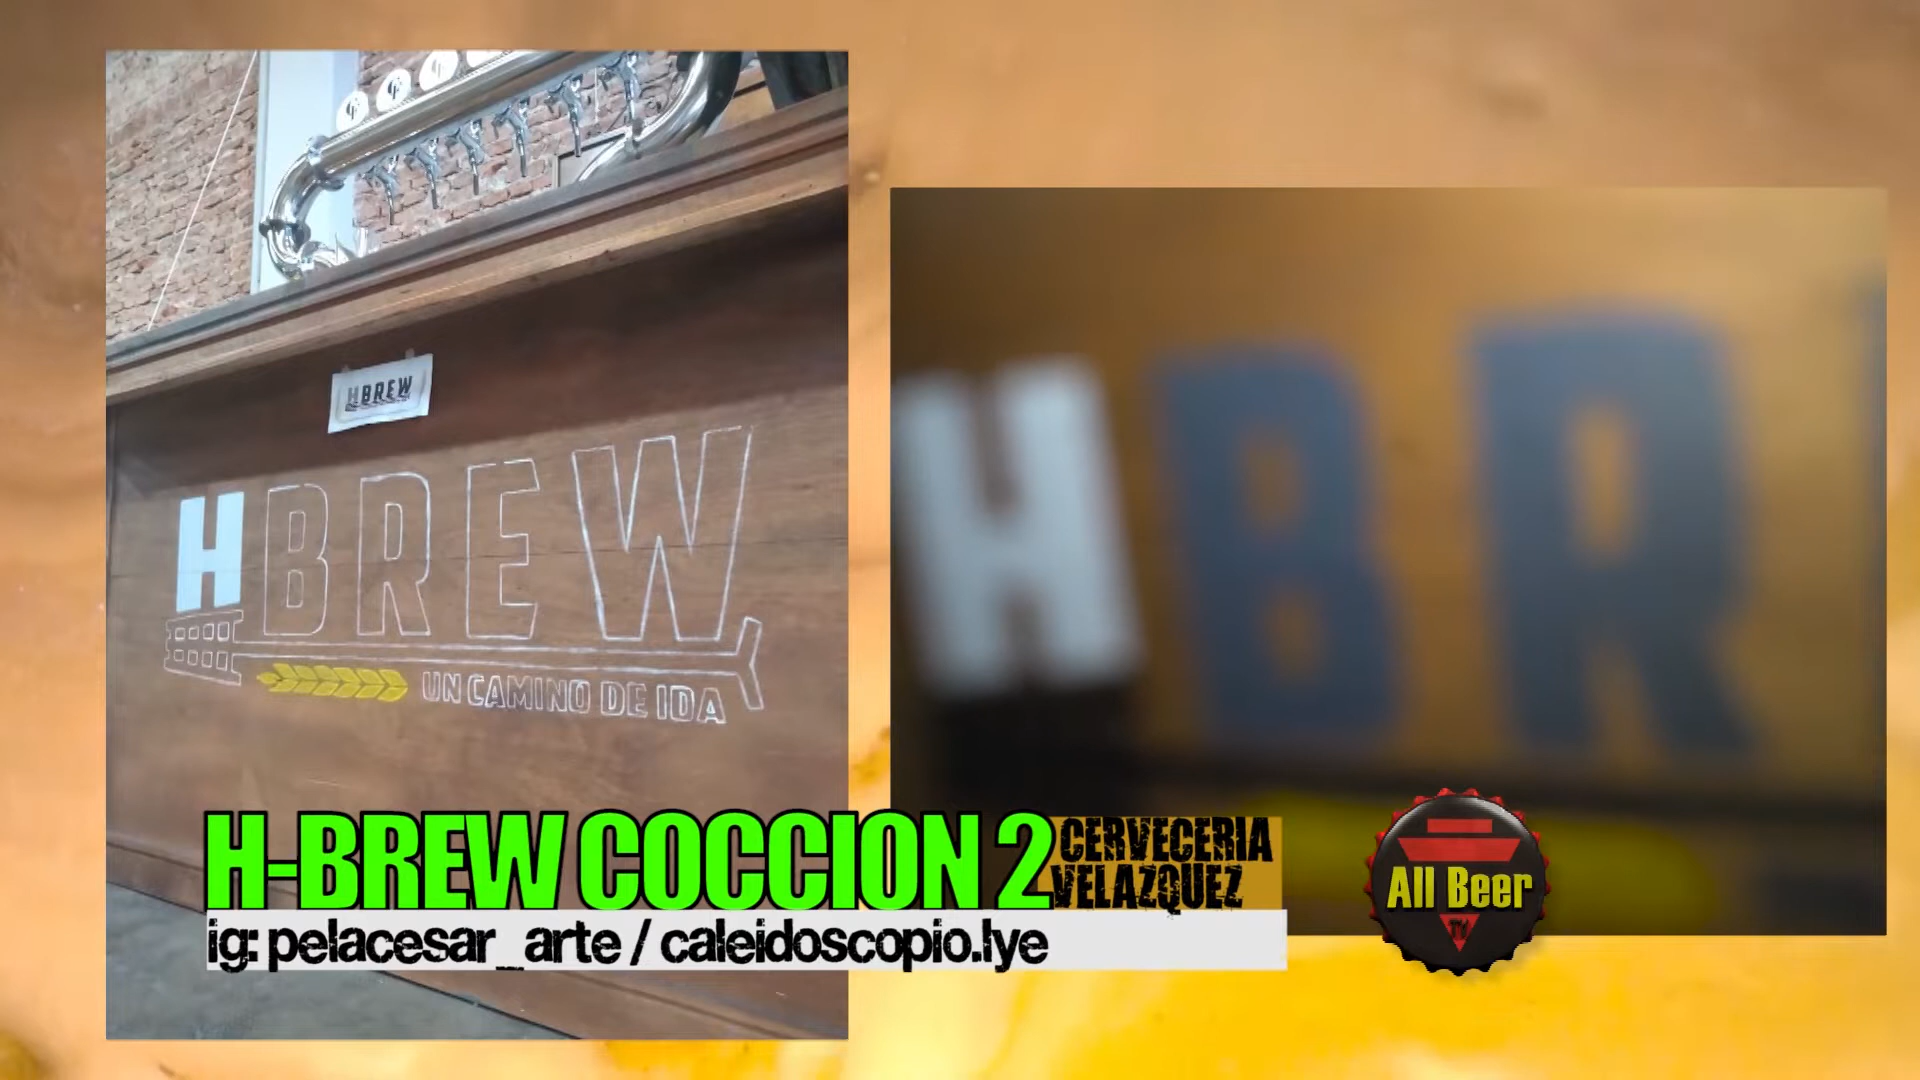 HBREW
HBREW
UN CAMINO DE IDA
HBR
H-BREW COCCION 2
CERVECERIA
VELAZQUEZ
ig: pelacesar_arte / caleidoscopio.lye
All Beer
TV